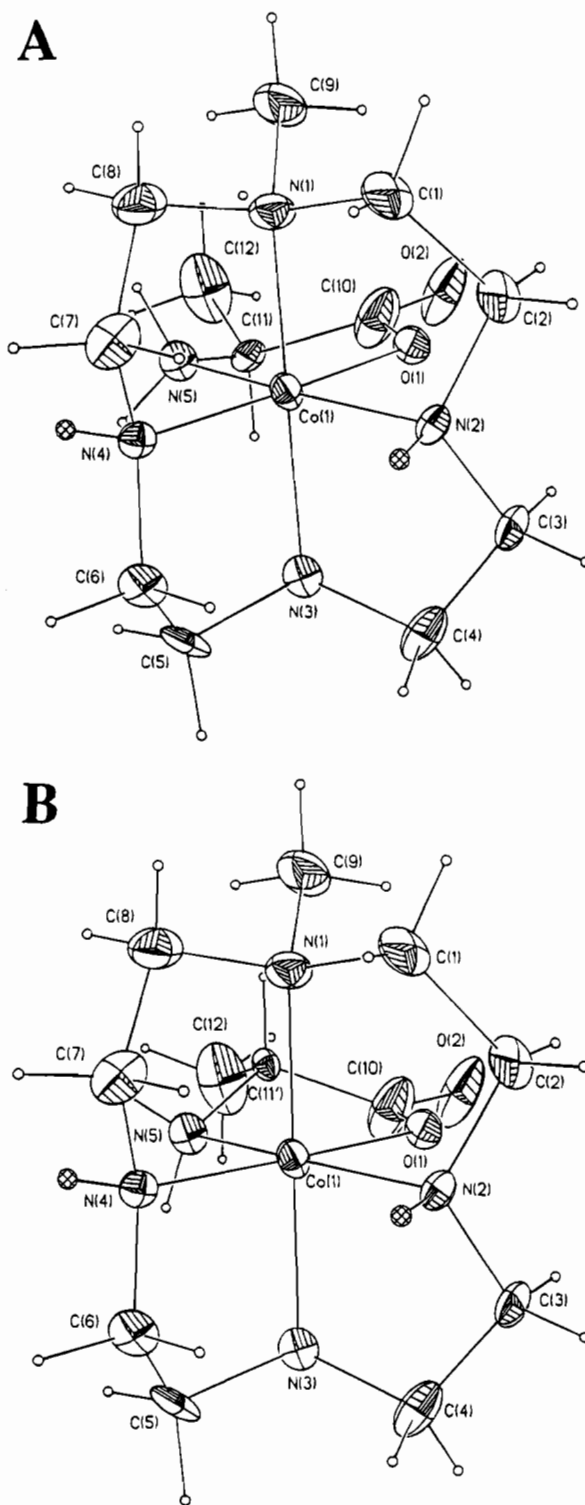 A
C(9)
C(8)
N(1)
C(1)
C(12)
O(2)
C(10)
C(2)
C(7)
C(11)
O(1)
N(5)
Co(1)
N(2)
N(4)
C(3)
C(6)
N(3)
C(4)
C(5)
B
C(9)
C(8)
N(1)
C(1)
C(12)
O(2)
C(10)
C(7)
C(2)
C(11')
N(5)
O(1)
Co(1)
N(2)
N(4)
C(3)
C(6)
N(3)
C(4)
C(5)